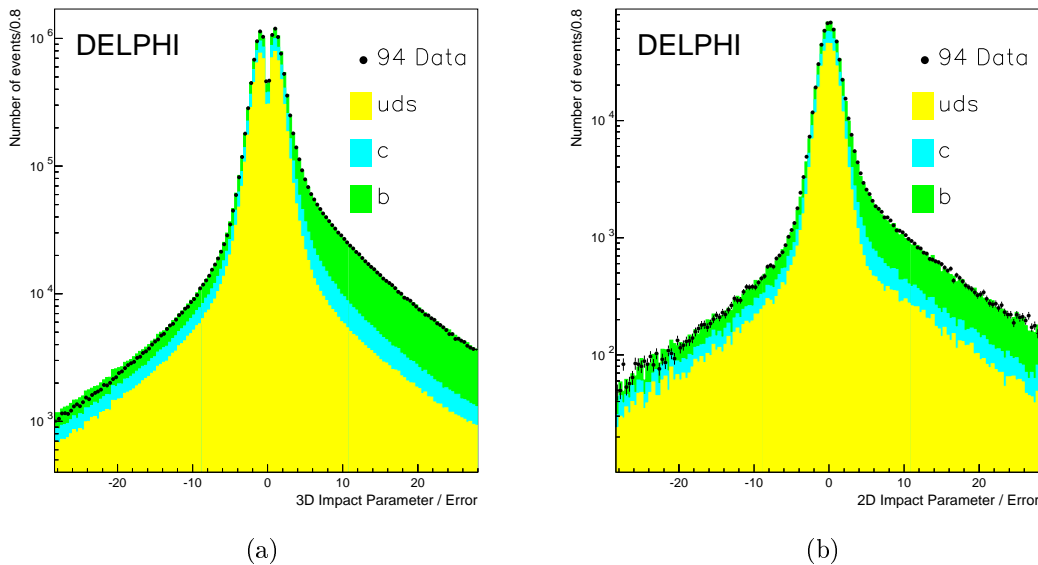 Number of events/0.8
DELPHI
94 Data
uds
c
b
10^6
10^5
10^4
10^3
-20
-10
0
10
20
3D Impact Parameter / Error
(a)
Number of events/0.8
DELPHI
94 Data
uds
c
b
10^4
10^3
10^2
-20
-10
0
10
20
2D Impact Parameter / Error
(b)